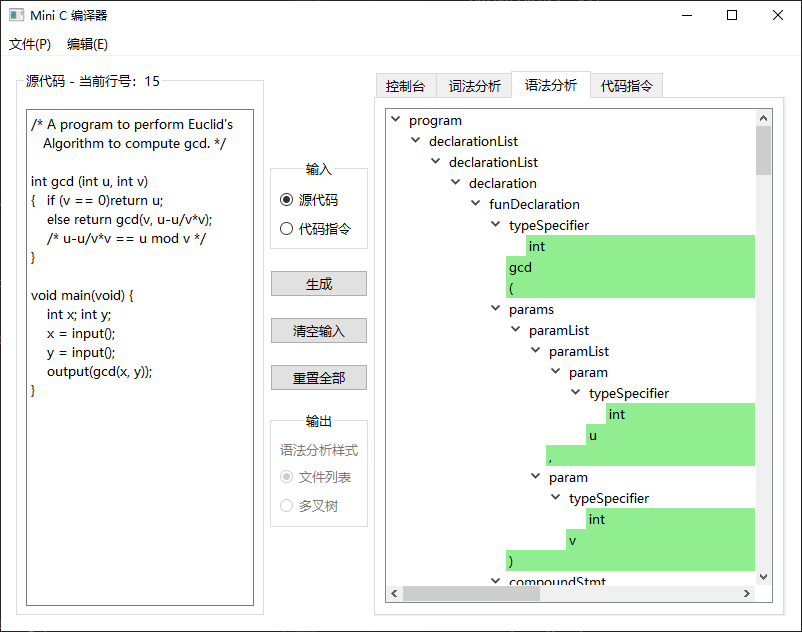 Mini C 编译器
文件(P) 编辑(E)
源代码 - 当前行号：15
/* A program to perform Euclid's
Algorithm to compute gcd. */
int gcd (int u, int v)
{ if (v == 0)return u;
else return gcd(v, u-u/v*v);
/* u-u/v*v == u mod v */
}
void main(void) {
int x; int y;
x = input();
y = input();
output(gcd(x, y));
}
输入
源代码
代码指令
生成
清空输入
重置全部
输出
语法分析样式
文件列表
多叉树
控制台 词法分析 语法分析 代码指令
program
declarationList
declarationList
declaration
funDeclaration
typeSpecifier
int
gcd
(
params
paramList
paramList
param
typeSpecifier
int
u
,
param
typeSpecifier
int
v
)
compoundStmt